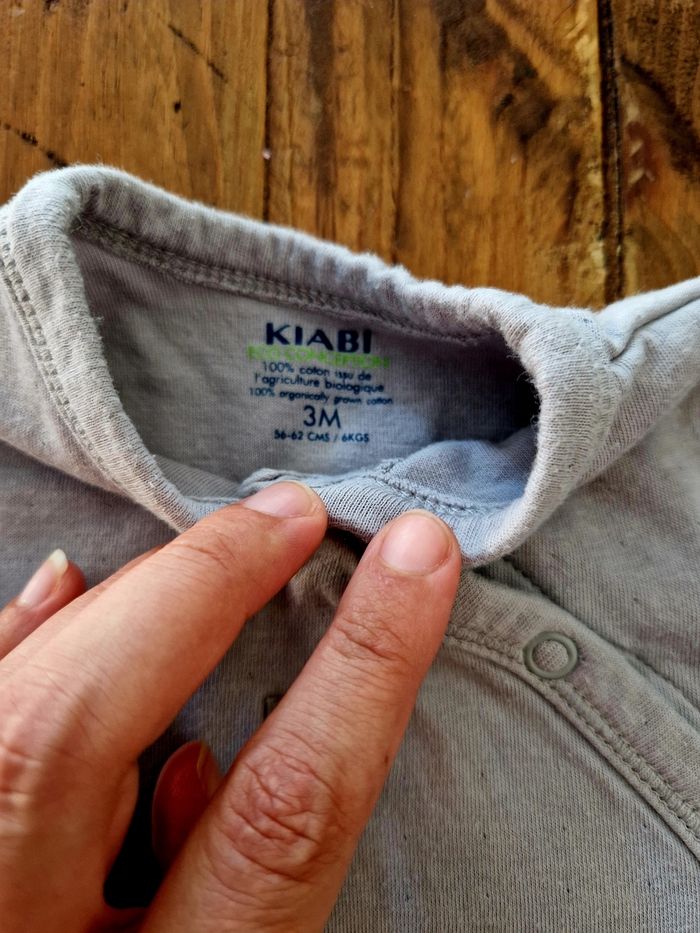 KIABI
ECO CONCEPTION
100% coton issu de
l'agriculture biologique
100% organically grown cotton
3M
56-62 CMS / 6KGS